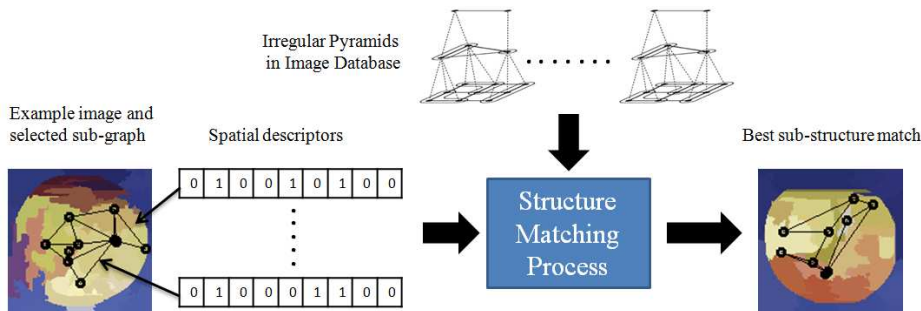 Irregular Pyramids
in Image Database
Example image and
selected sub-graph
Spatial descriptors
Best sub-structure match
0 1 0 0 1 0 1 0 0
Structure
Matching
Process
0 1 0 0 0 1 1 0 0